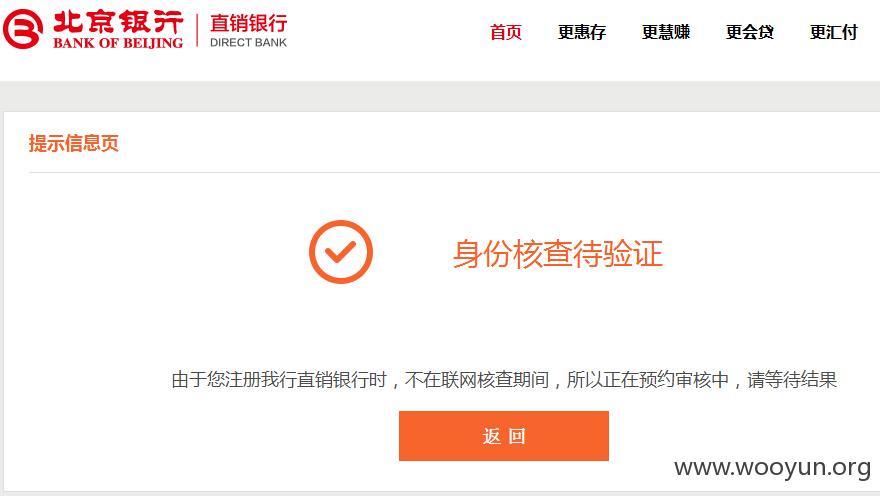 北京银行 直销银行
BANK OF BEIJING DIRECT BANK
首页 更惠存 更慧赚 更会贷 更汇付
提示信息页
身份核查待验证
由于您注册我行直销银行时，不在联网核查期间，所以正在预约审核中，请等待结果
返回
www.wooyun.org